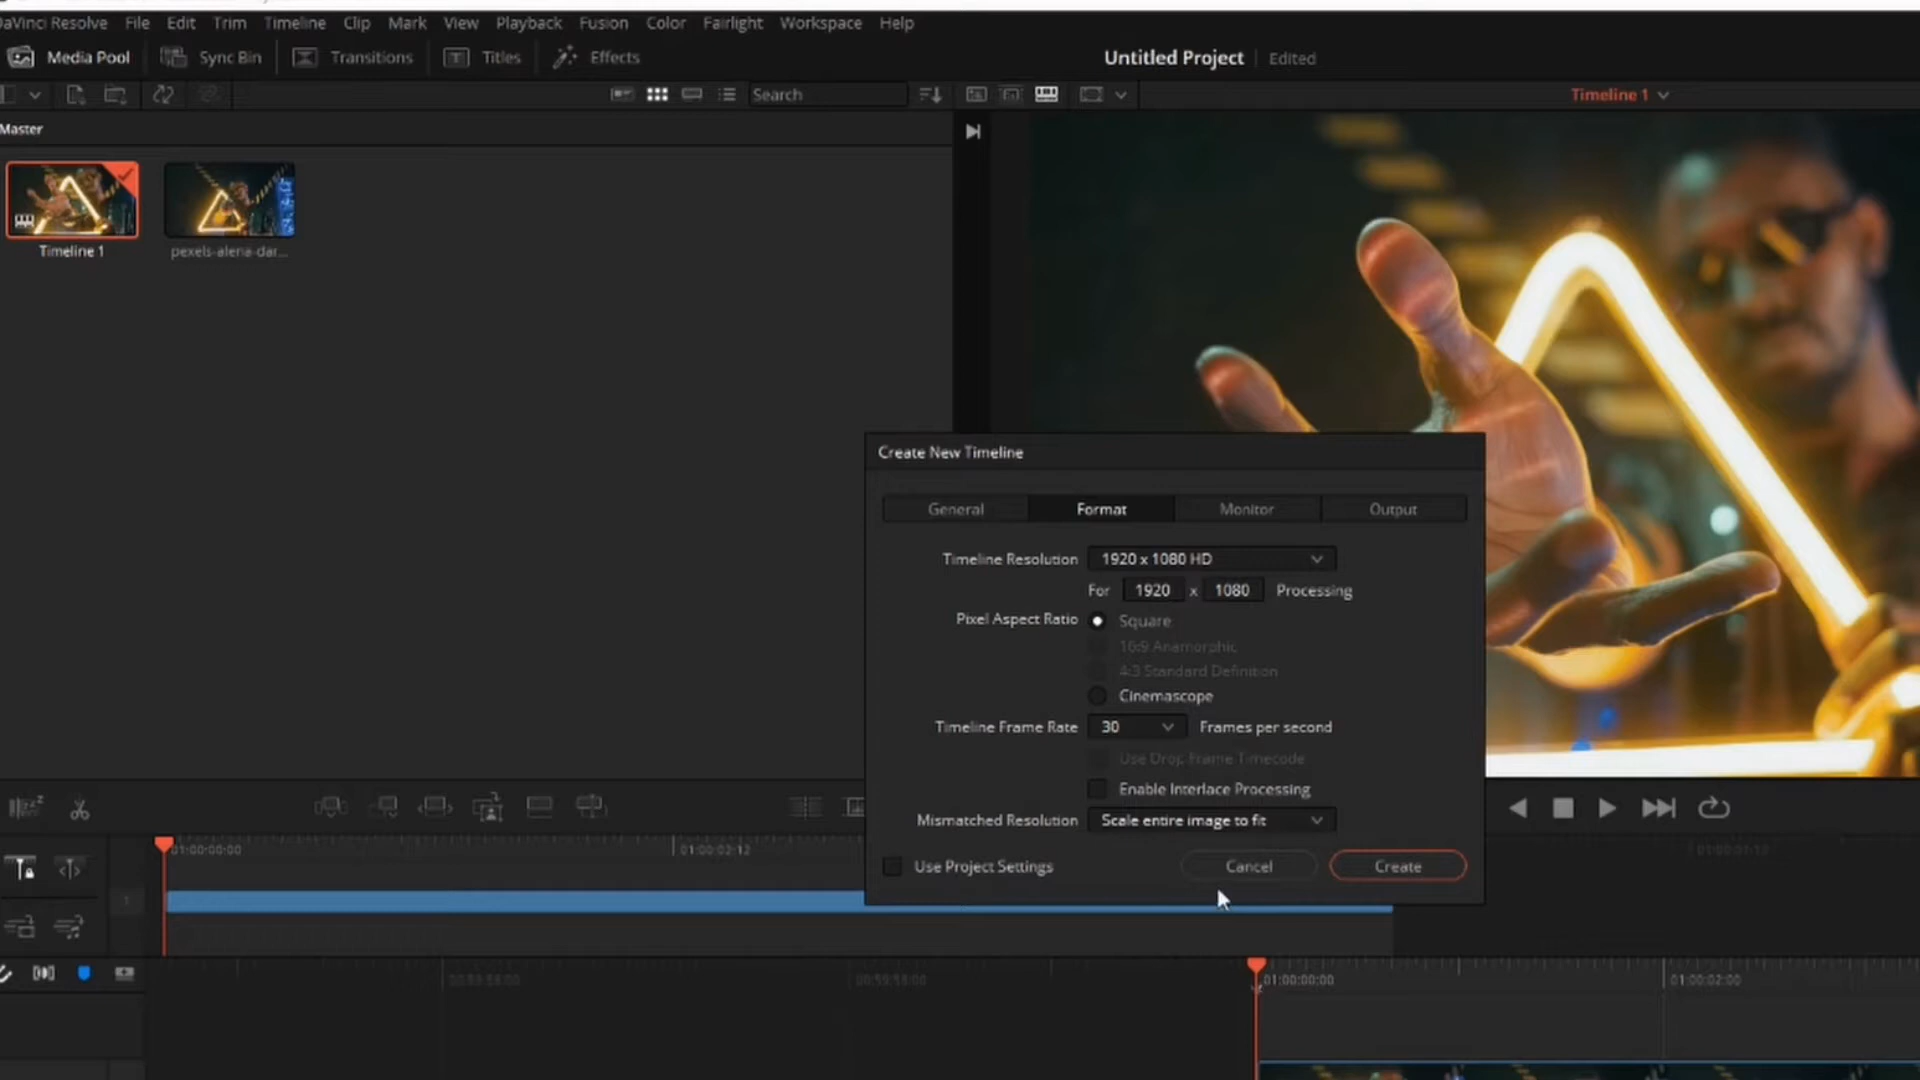 DaVinci Resolve File Edit Trim Timeline Clip Mark View Playback Fusion Color Fairlight Workspace Help
Media Pool Sync Bin Transitions Titles Effects Untitled Project Edited
Search Timeline 1
Master
Timeline 1 pexels-alena-dar...
Create New Timeline
General Format Monitor Output
Timeline Resolution 1920 x 1080 HD
For 1920 x 1080 Processing
Pixel Aspect Ratio Square
16:9 Anamorphic
4:3 Standard Definition
Cinemascope
Timeline Frame Rate 30 Frames per second
Use Drop Frame Timecode
Enable Interlace Processing
Mismatched Resolution Scale entire image to fit
Use Project Settings Cancel Create
01:00:00:00 01:00:02:12
1
01:00:00:00 01:00:02:00